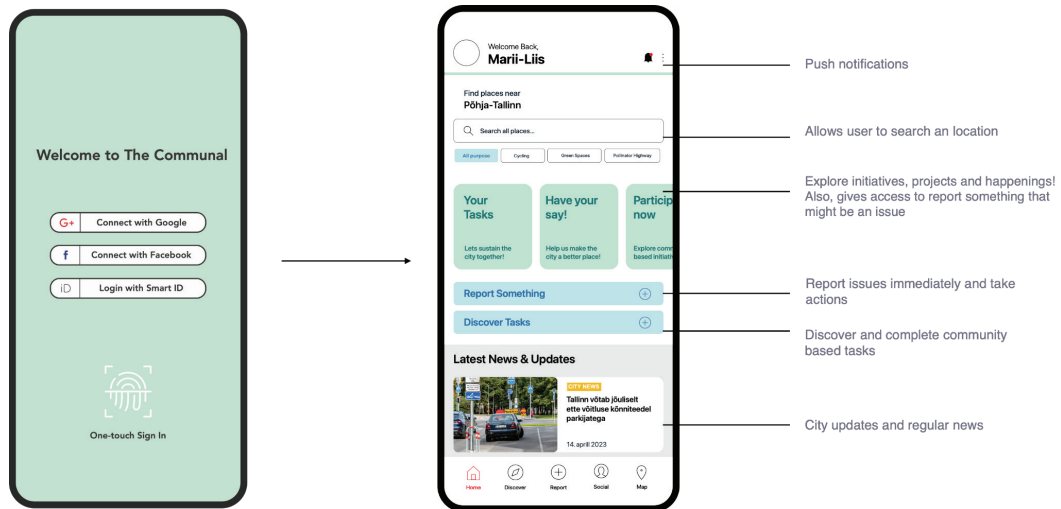 Welcome to The Communal
G+ Connect with Google
f Connect with Facebook
iD Login with Smart ID
One-touch Sign In
Welcome Back,
Marii-Liis
Find places near
Põhja-Tallinn
Search all places...
All purpose
Cycling
Green Spaces
Pollinator Highway
Your
Tasks
Lets sustain the
city together!
Have your
say!
Help us make the
city a better place!
Particip
now
Explore com
based initiati
Report Something
Discover Tasks
Latest News & Updates
CITY NEWS
Tallinn võtab jõuliselt
ette võitluse kõnniteedel
parkijatega
14. aprill 2023
Home
Discover
Report
Social
Map
Push notifications
Allows user to search an location
Explore initiatives, projects and happenings!
Also, gives access to report something that
might be an issue
Report issues immediately and take
actions
Discover and complete community
based tasks
City updates and regular news